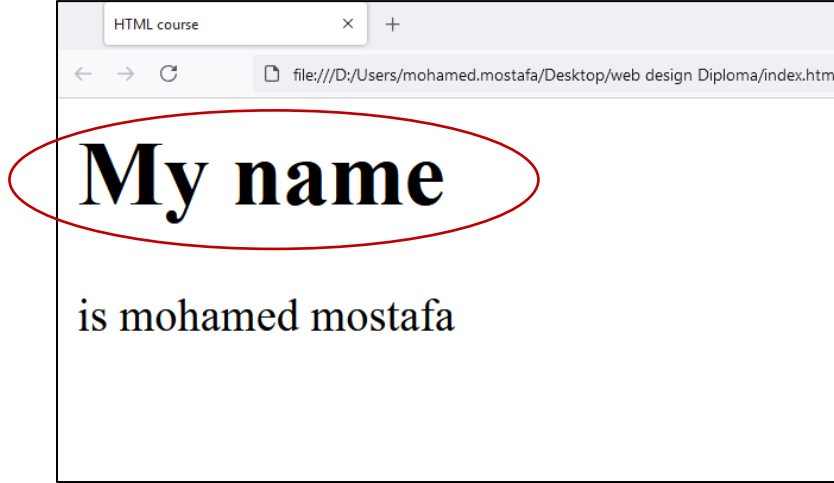 HTML course
file:///D:/Users/mohamed.mostafa/Desktop/web design Diploma/index.htm
My name
is mohamed mostafa